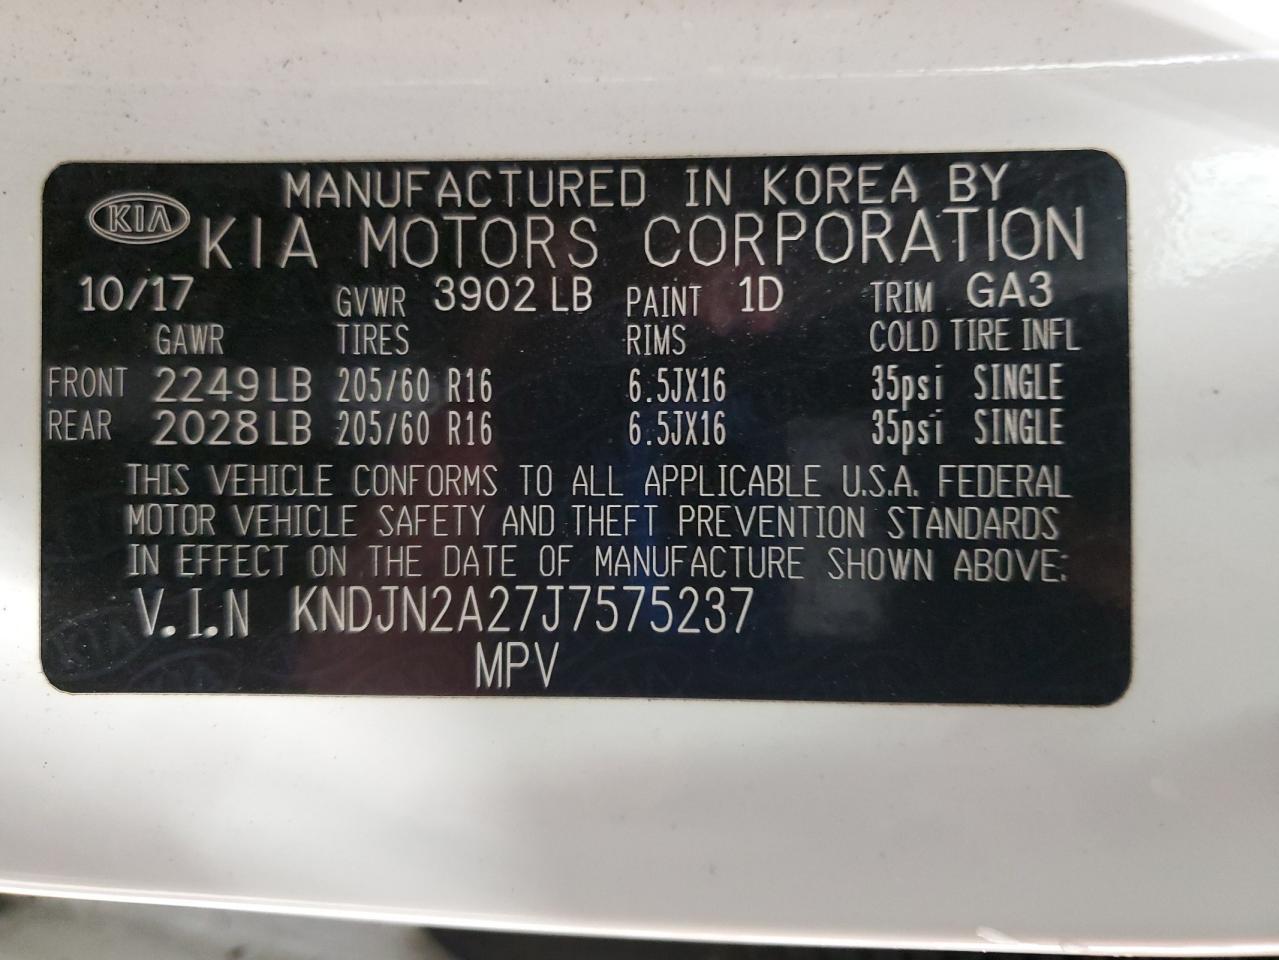 MANUFACTURED IN KOREA BY
KIA KIA MOTORS CORPORATION
10/17 GVWR 3902 LB PAINT 1D TRIM GA3
GAWR TIRES RIMS COLD TIRE INFL
FRONT 2249 LB 205/60 R16 6.5JX16 35psi SINGLE
REAR 2028 LB 205/60 R16 6.5JX16 35psi SINGLE
THIS VEHICLE CONFORMS TO ALL APPLICABLE U.S.A. FEDERAL
MOTOR VEHICLE SAFETY AND THEFT PREVENTION STANDARDS
IN EFFECT ON THE DATE OF MANUFACTURE SHOWN ABOVE:
V.I.N KNDJN2A27J7575237
MPV